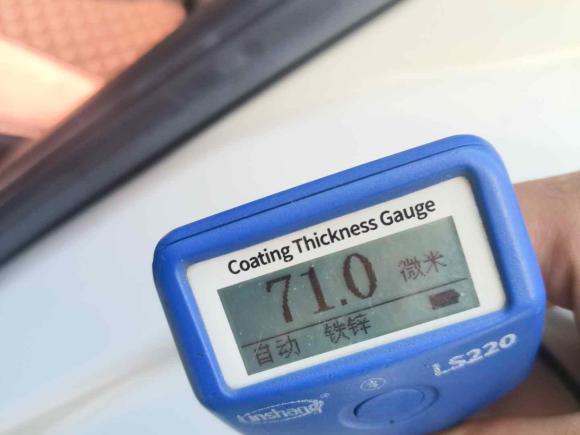 Coating Thickness Gauge
71.0 微米
自动 铁锌
LS220
linshang